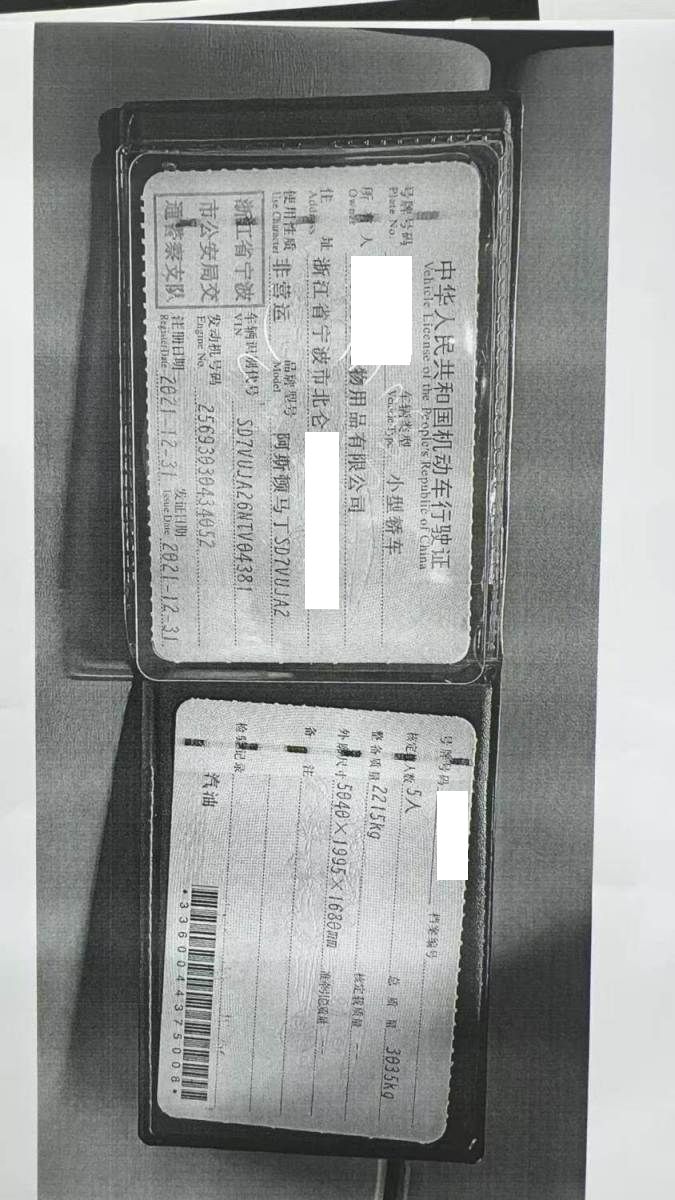 中华人民共和国机动车行驶证
Vehicle License of the People's Republic of China
号牌号码
Plate No.
车辆类型
Vehicle Type
小型轿车
所有人
Owner
物用品有限公司
住址
Address
浙江省宁波市北仑
使用性质
Use Character
非营运
品牌型号
Model
阿斯顿马丁SD7VUJA2
浙江省宁波
市公安局交
通警察支队
车辆识别代号
VIN
SD7VUJA26NTV04381
发动机号码
Engine No.
25693030434052
注册日期
Register Date
2021-12-31
发证日期
Issue Date
2021-12-31
号牌号码
档案编号
核定载人数 5人
总质量 3035kg
整备质量 2215kg
核定载质量 --
外廓尺寸 5040×1995×1680mm
准牵引总质量 --
备注
检验记录
汽油
*3360044375008*